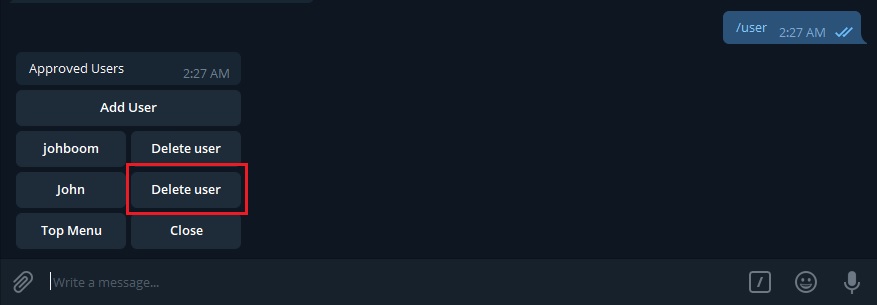 /user 2:27 AM
Approved Users 2:27 AM
Add User
johboom Delete user
John Delete user
Top Menu Close
Write a message...